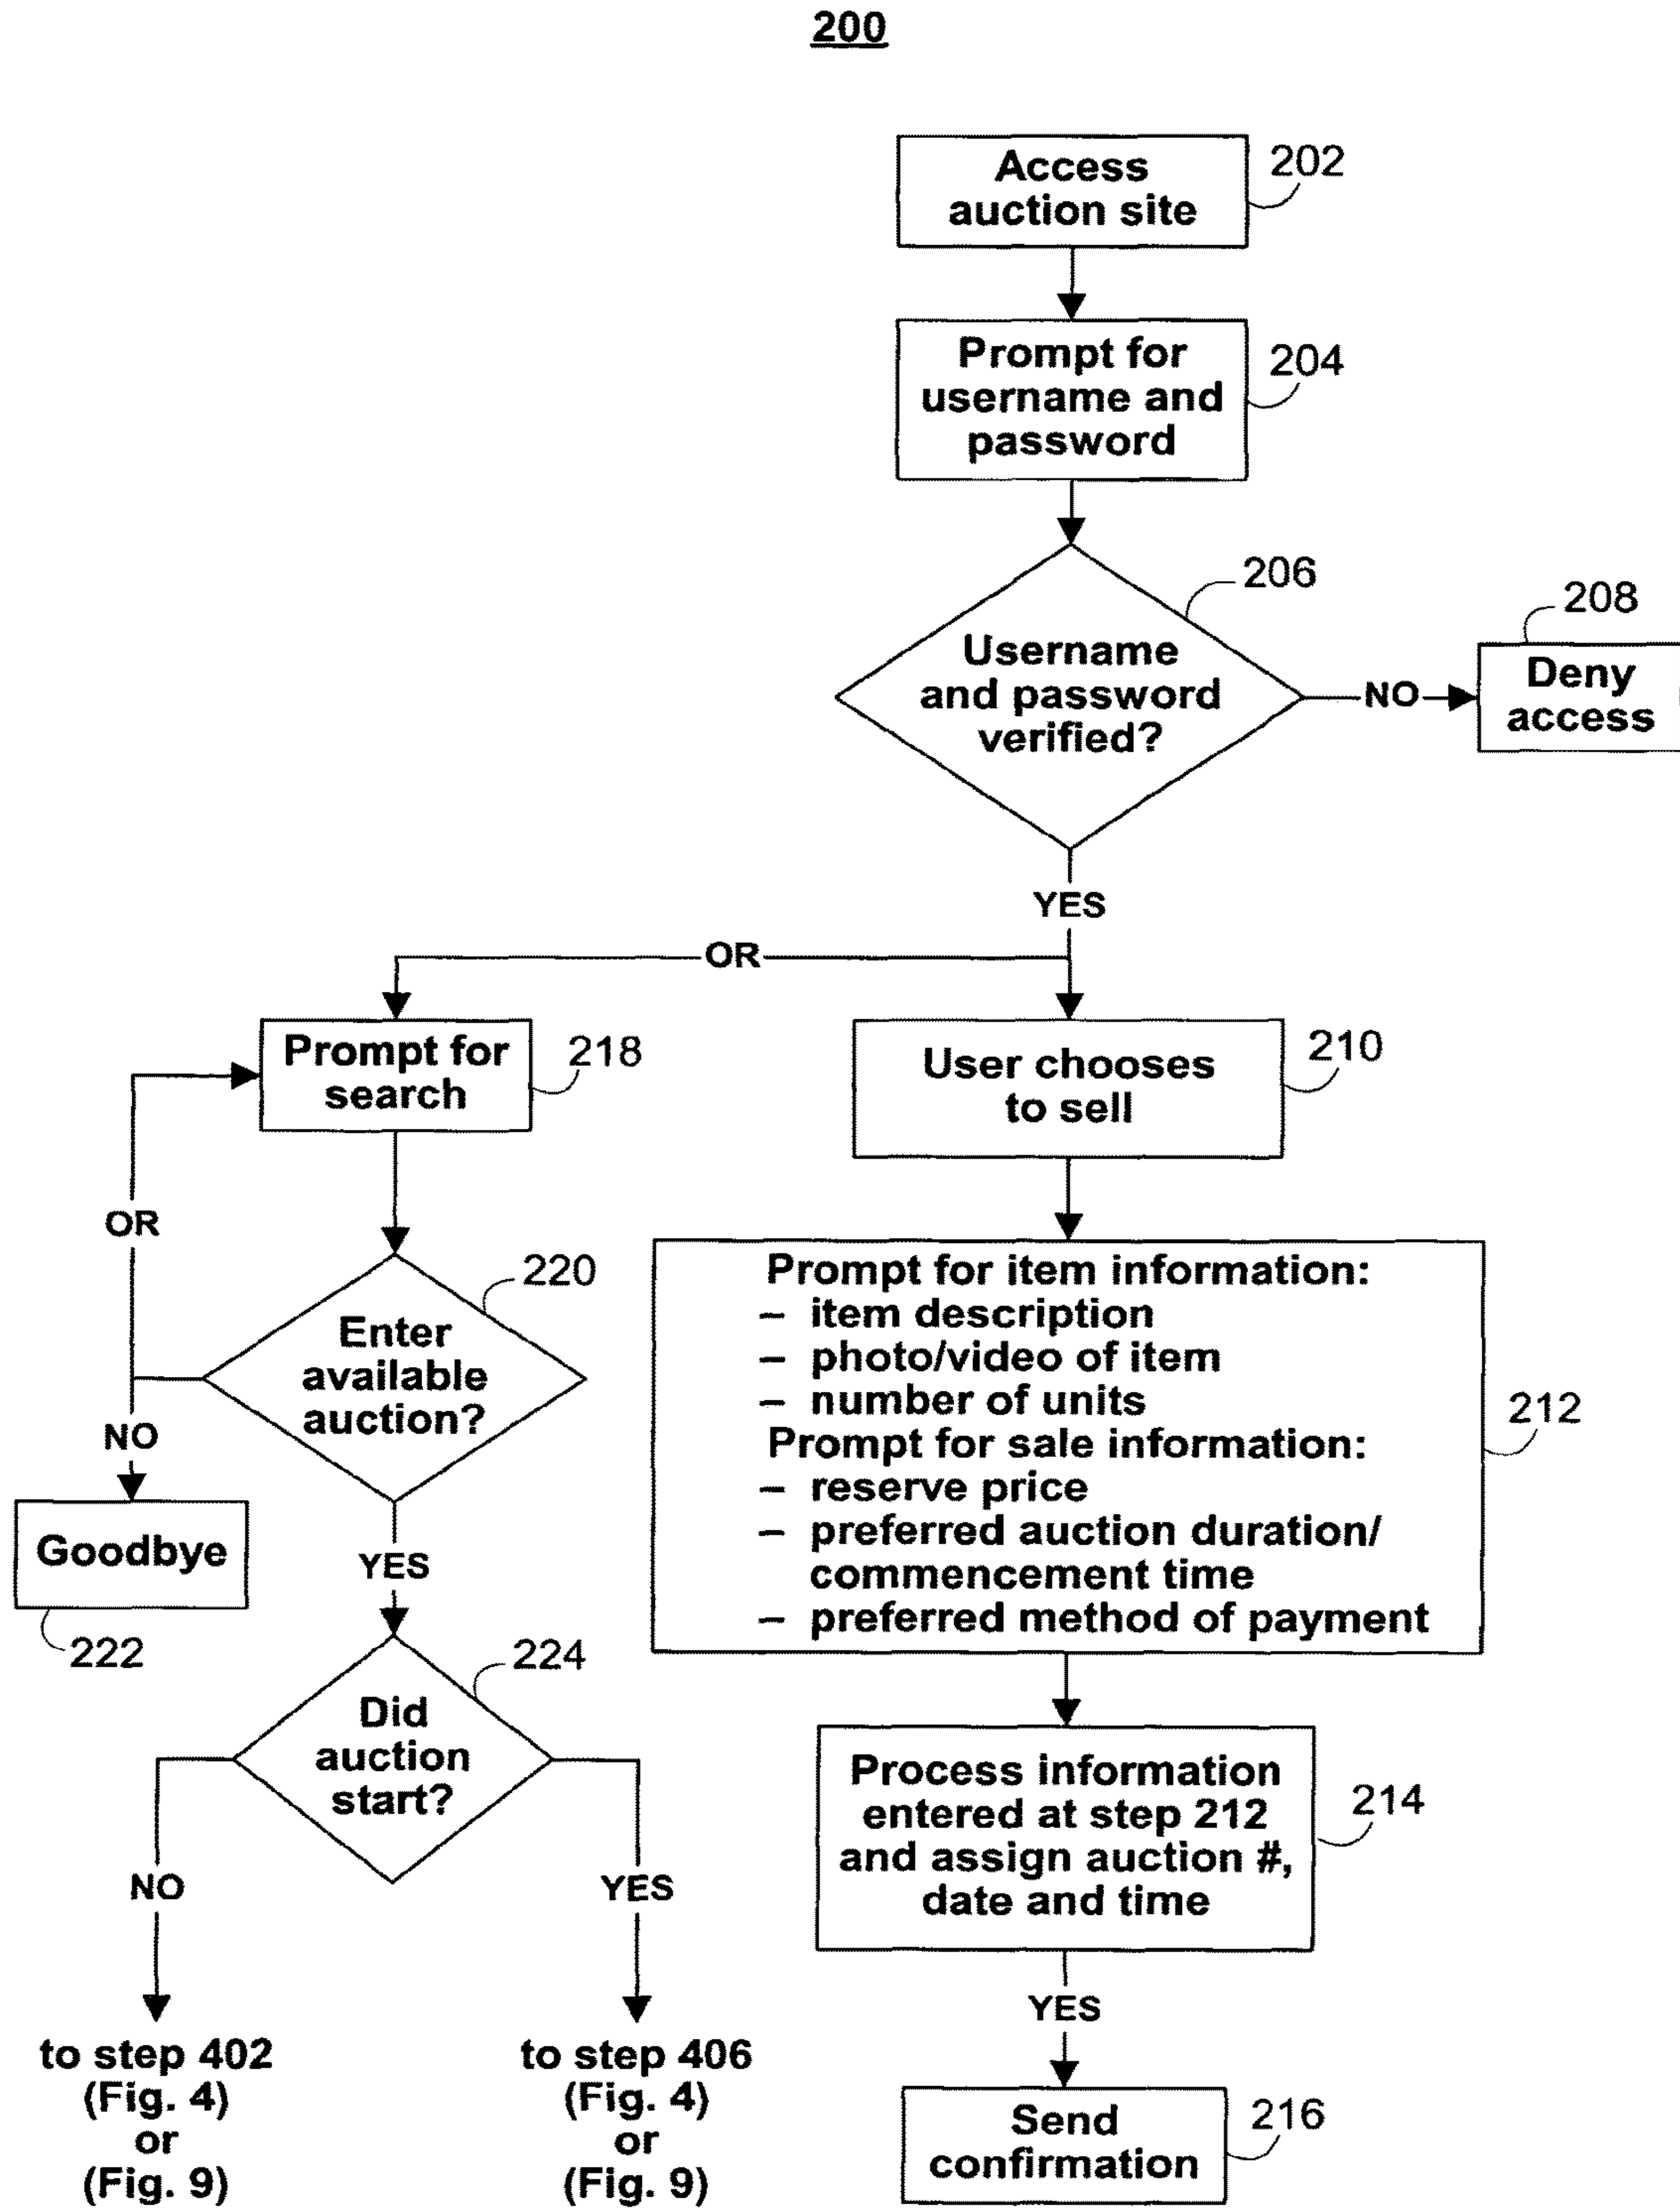 200
Access
auction site
202
Prompt for
username and
password
204
206
Username
and password
verified?
NO
208
Deny
access
YES
OR
Prompt for
search
218
User chooses
to sell
210
OR
220
Enter
available
auction?
NO
Goodbye
222
YES
Prompt for item information:
– item description
– photo/video of item
– number of units
Prompt for sale information:
– reserve price
– preferred auction duration/
commencement time
– preferred method of payment
212
224
Did
auction
start?
NO
YES
Process information
entered at step 212
and assign auction #,
date and time
214
YES
to step 402
(Fig. 4)
or
(Fig. 9)
to step 406
(Fig. 4)
or
(Fig. 9)
Send
confirmation
216